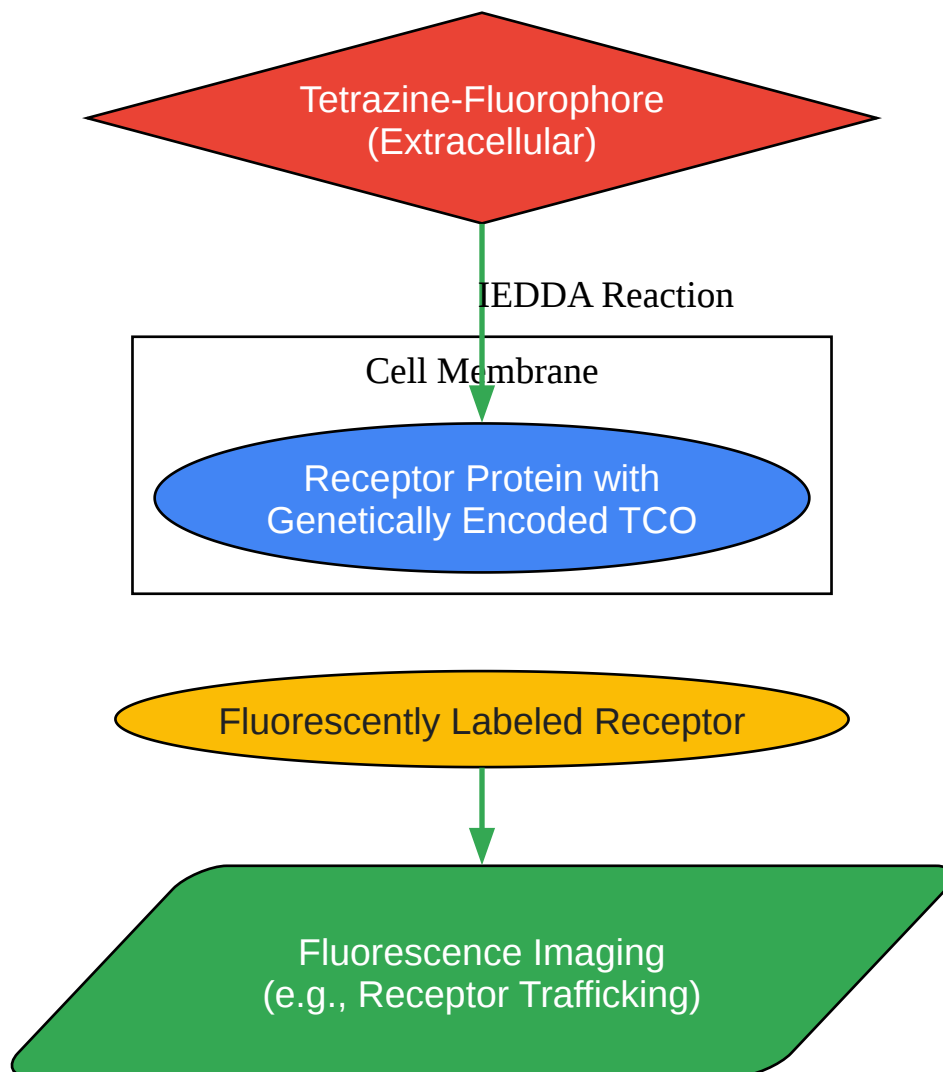 Tetrazine-Fluorophore
(Extracellular)
IEDDA Reaction
Cell Membrane
Receptor Protein with
Genetically Encoded TCO
Fluorescently Labeled Receptor
Fluorescence Imaging
(e.g., Receptor Trafficking)